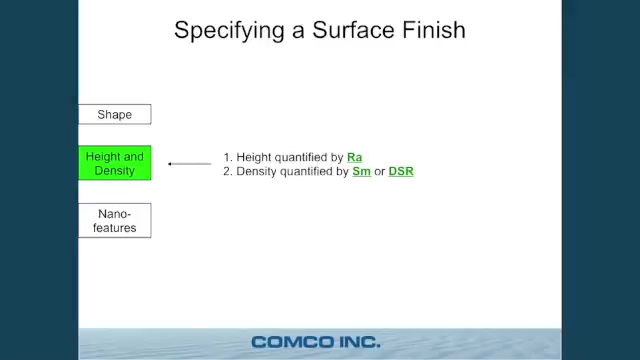 Specifying a Surface Finish
Shape
Height and
Density
1. Height quantified by Ra
2. Density quantified by Sm or DSR
Nano-
features
COMCO INC.